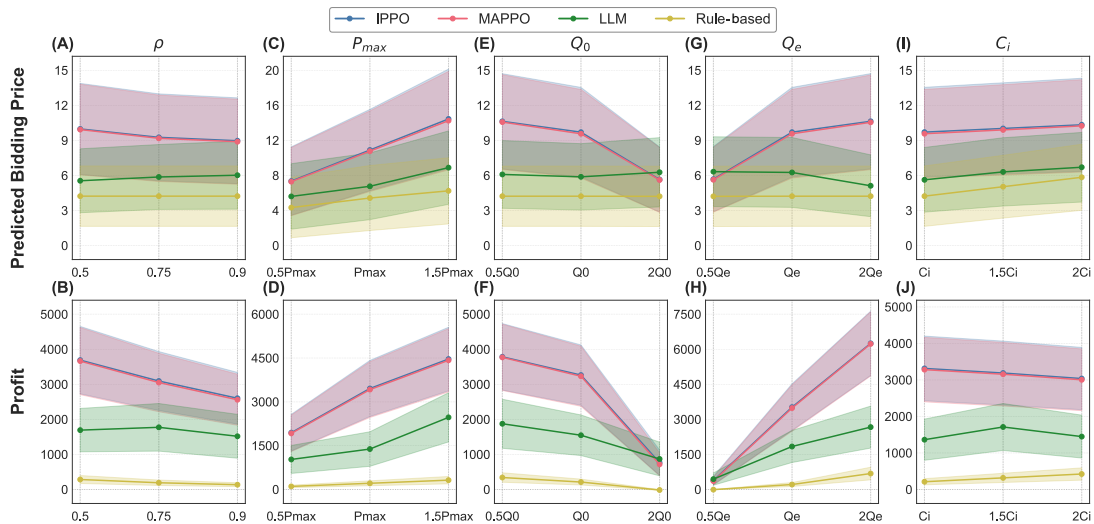 IPPO MAPPO LLM Rule-based
(A) ρ (C) P_max (E) Q_0 (G) Q_e (I) C_i
Predicted Bidding Price
15 12 9 6 3 0
20 16 12 8 4 0
15 12 9 6 3 0
15 12 9 6 3 0
15 12 9 6 3 0
0.5 0.75 0.9
0.5Pmax Pmax 1.5Pmax
0.5Q0 Q0 2Q0
0.5Qe Qe 2Qe
Ci 1.5Ci 2Ci
(B) (D) (F) (H) (J)
Profit
5000 4000 3000 2000 1000 0
6000 4500 3000 1500 0
5000 4000 3000 2000 1000 0
7500 6000 4500 3000 1500 0
5000 4000 3000 2000 1000 0
0.5 0.75 0.9
0.5Pmax Pmax 1.5Pmax
0.5Q0 Q0 2Q0
0.5Qe Qe 2Qe
Ci 1.5Ci 2Ci